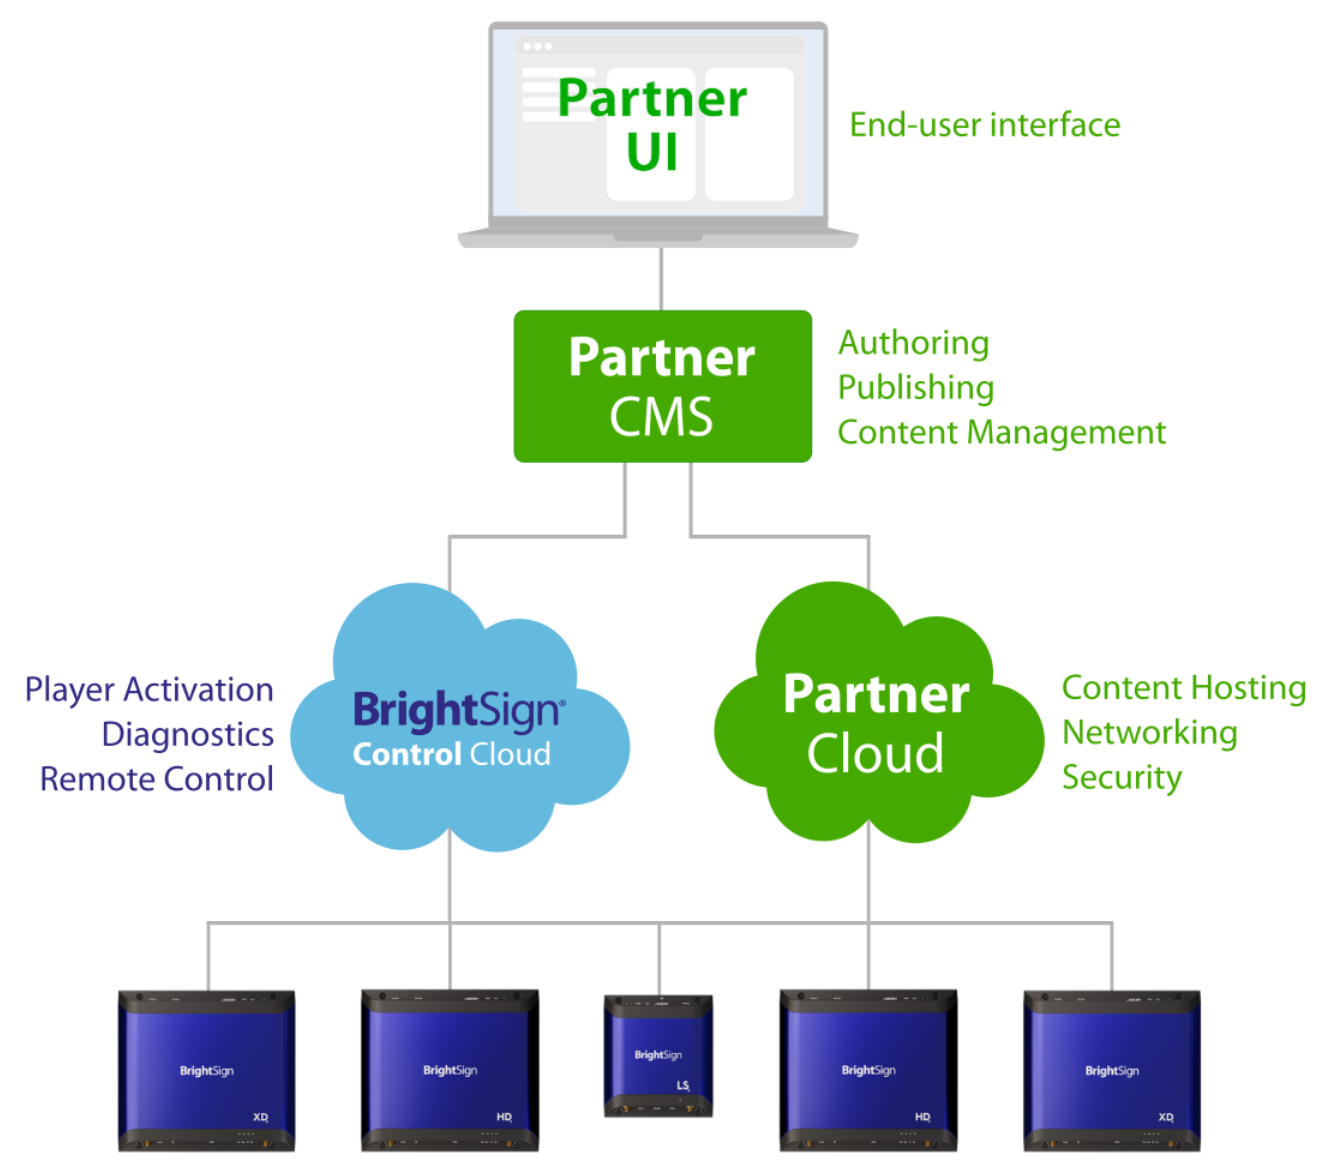 Partner
UI
End-user interface
Partner
CMS
Authoring
Publishing
Content Management
Player Activation
Diagnostics
Remote Control
BrightSign®
Control Cloud
Partner
Cloud
Content Hosting
Networking
Security
BrightSign
XD
BrightSign
HD
BrightSign
LS
BrightSign
HD
BrightSign
XD